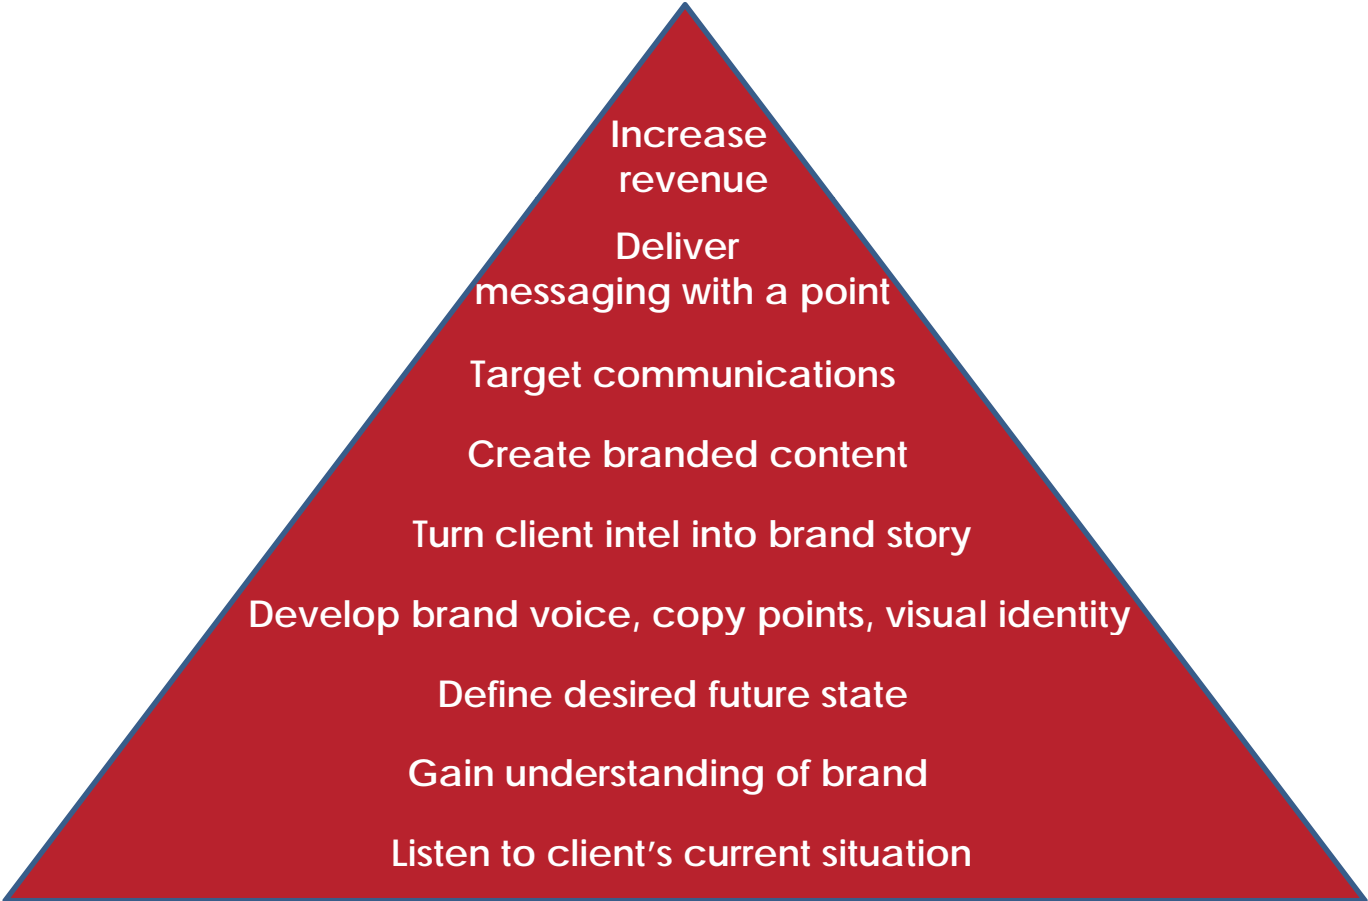 Increase
revenue
Deliver
messaging with a point
Target communications
Create branded content
Turn client intel into brand story
Develop brand voice, copy points, visual identity
Define desired future state
Gain understanding of brand
Listen to client’s current situation